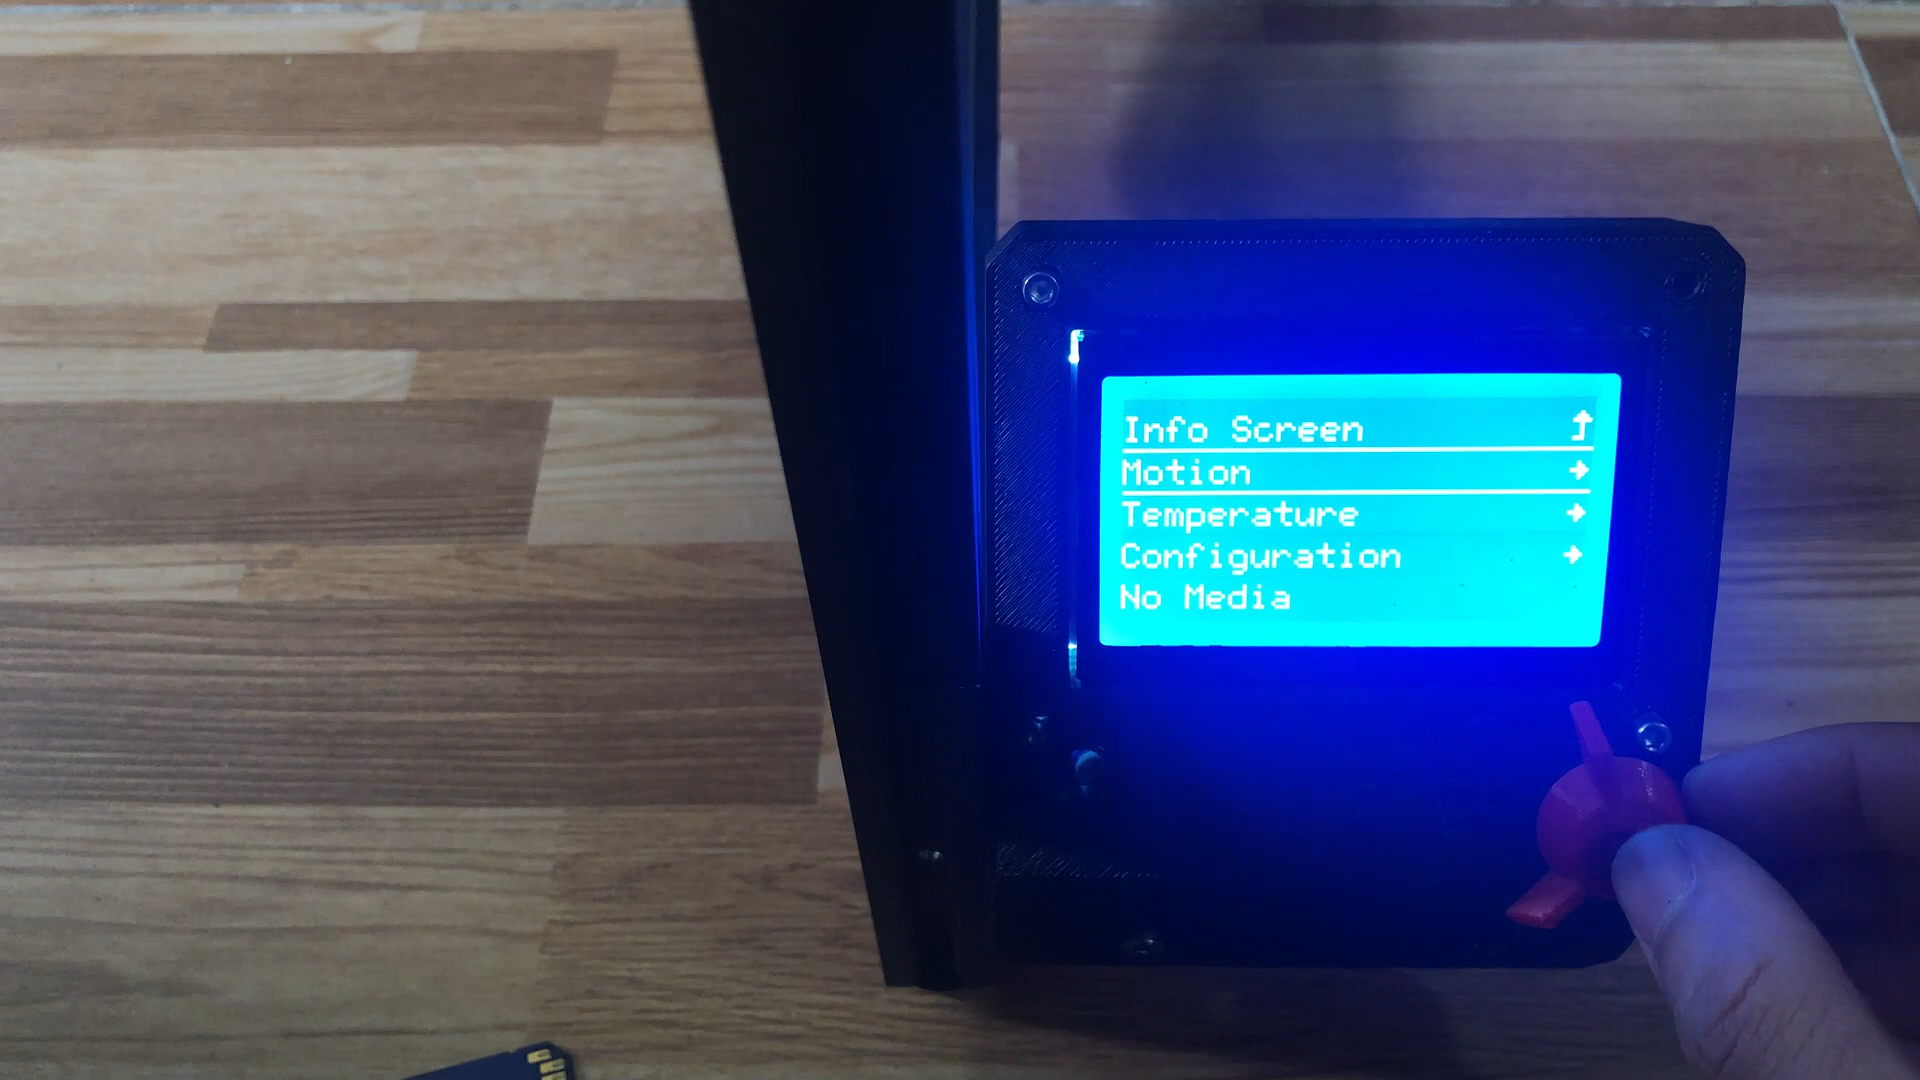 Info Screen
Motion
Temperature
Configuration
No Media